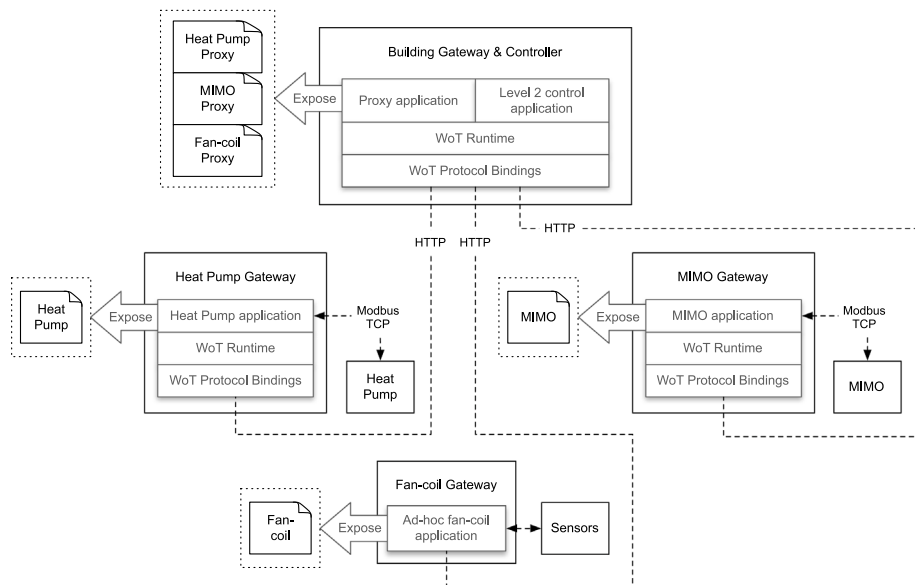 Heat Pump
Proxy
MIMO
Proxy
Fan-coil
Proxy
Expose
Building Gateway & Controller
Proxy application
Level 2 control
application
WoT Runtime
WoT Protocol Bindings
HTTP
HTTP
HTTP
Heat Pump Gateway
Heat
Pump
Expose
Heat Pump application
WoT Runtime
WoT Protocol Bindings
Modbus
TCP
Heat
Pump
MIMO Gateway
MIMO
Expose
MIMO application
WoT Runtime
WoT Protocol Bindings
Modbus
TCP
MIMO
Fan-coil Gateway
Fan-
coil
Expose
Ad-hoc fan-coil
application
Sensors